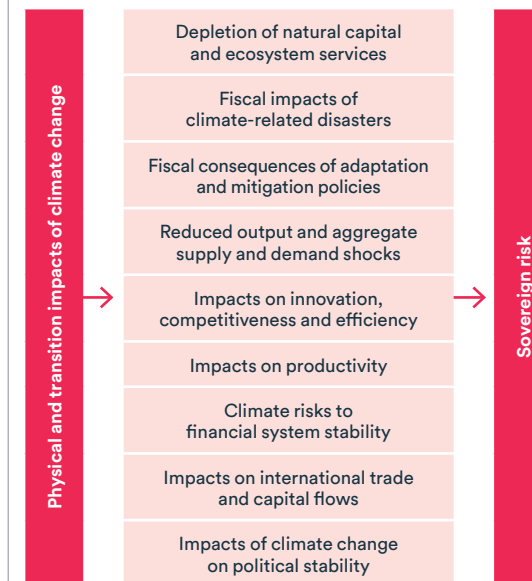 Physical and transition impacts of climate change
Depletion of natural capital
and ecosystem services
Fiscal impacts of
climate-related disasters
Fiscal consequences of adaptation
and mitigation policies
Reduced output and aggregate
supply and demand shocks
Impacts on innovation,
competitiveness and efficiency
Impacts on productivity
Climate risks to
financial system stability
Impacts on international trade
and capital flows
Impacts of climate change
on political stability
Sovereign risk